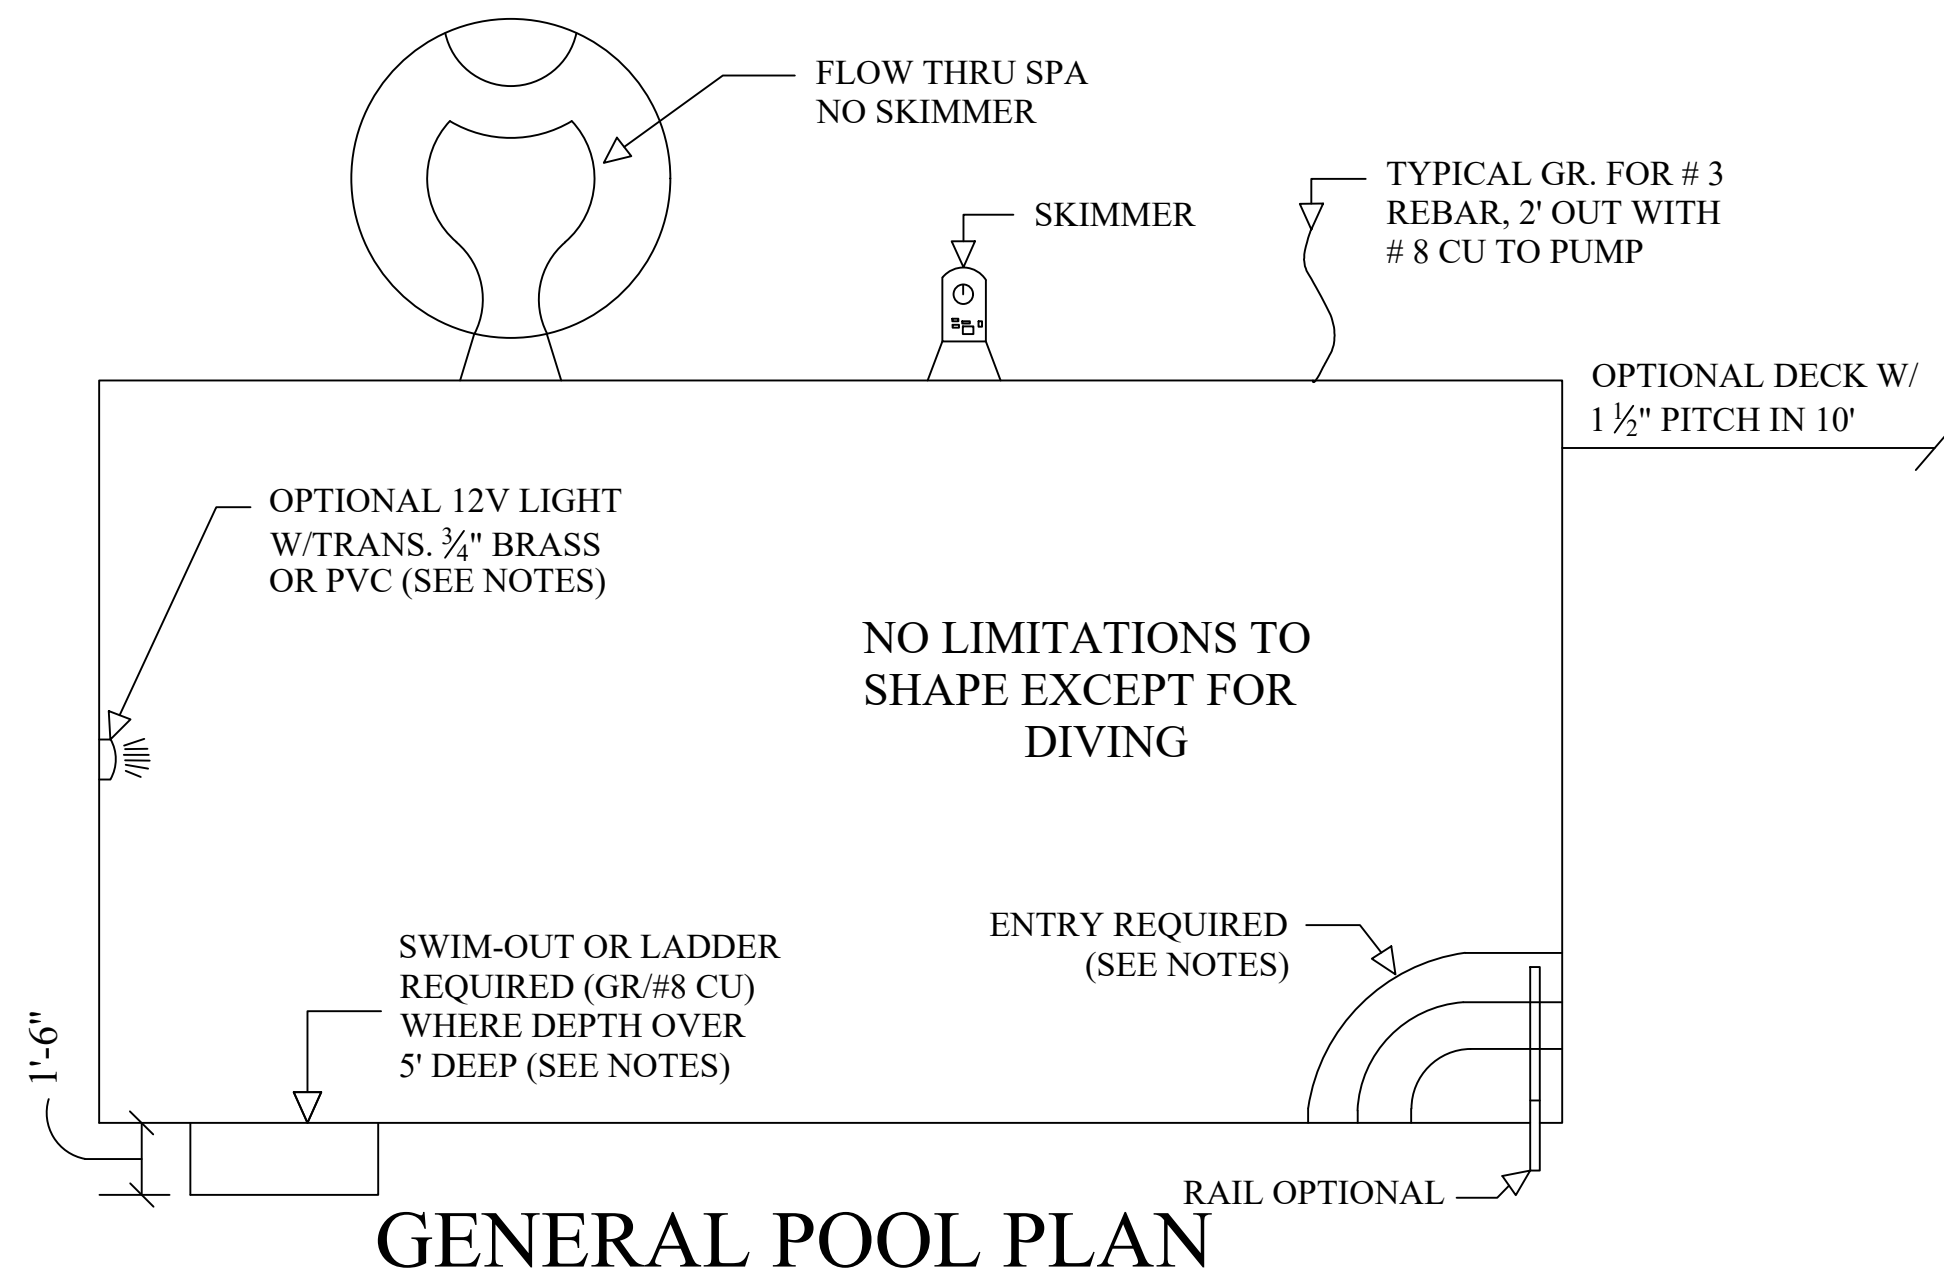 FLOW THRU SPA
NO SKIMMER
SKIMMER
TYPICAL GR. FOR # 3
REBAR, 2' OUT WITH
# 8 CU TO PUMP
OPTIONAL DECK W/
1 ½" PITCH IN 10'
OPTIONAL 12V LIGHT
W/TRANS. ¾" BRASS
OR PVC (SEE NOTES)
NO LIMITATIONS TO
SHAPE EXCEPT FOR
DIVING
SWIM-OUT OR LADDER
REQUIRED (GR/#8 CU)
WHERE DEPTH OVER
5' DEEP (SEE NOTES)
ENTRY REQUIRED
(SEE NOTES)
1'-6"
RAIL OPTIONAL
GENERAL POOL PLAN